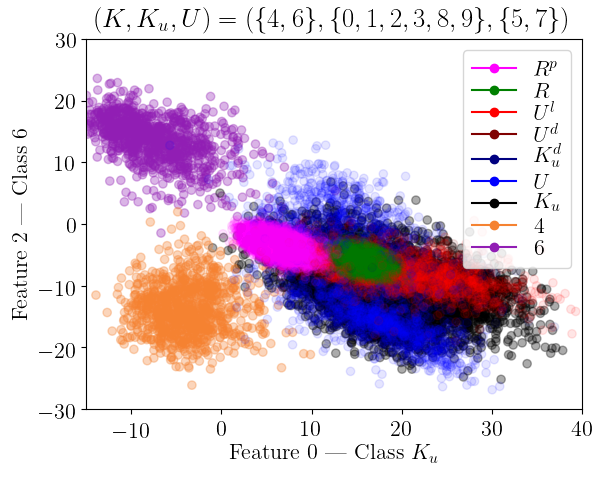 (K, K_u, U) = ({4, 6}, {0, 1, 2, 3, 8, 9}, {5, 7})
30
20
10
0
−10
−20
−30
Feature 2 — Class 6
R^p
R
U^l
U^d
K_u^d
U
K_u
4
6
−10
0
10
20
30
40
Feature 0 — Class K_u